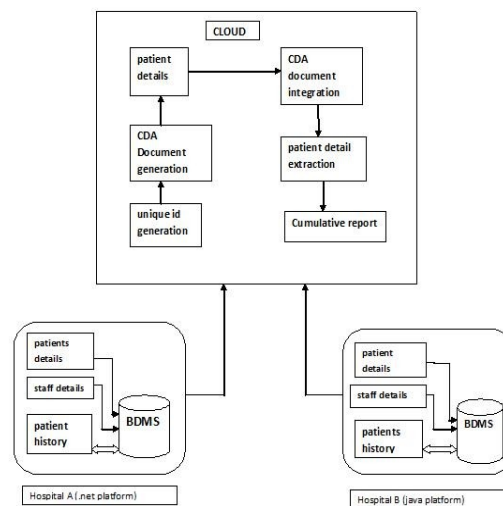 CLOUD
patient
details
CDA
document
integration
CDA
Document
generation
patient detail
extraction
unique id
generation
Cumulative report
patients
details
staff details
patient
history
BDMS
Hospital A (.net platform)
patient
details
staff details
patients
history
BDMS
Hospital B (java platform)